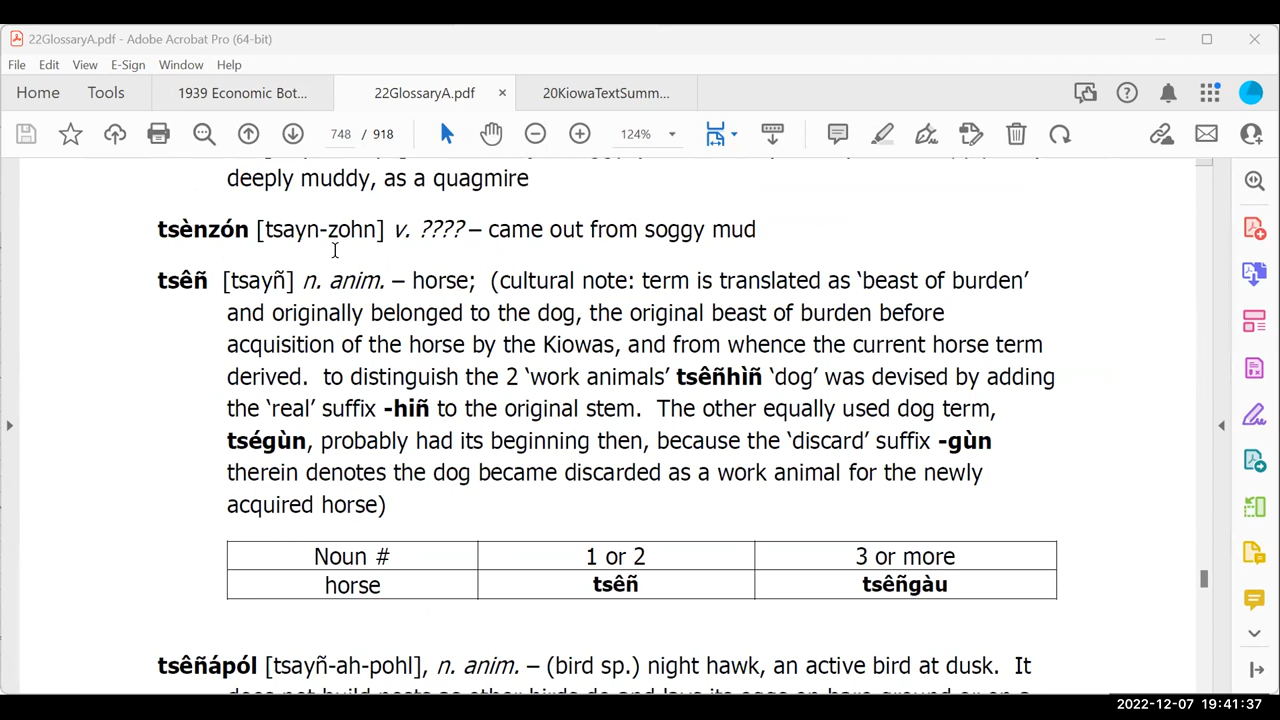 22GlossaryA.pdf - Adobe Acrobat Pro (64-bit)
File Edit View E-Sign Window Help
Home Tools 1939 Economic Bot... 22GlossaryA.pdf × 20KiowaTextSumm...
748 / 918 124%
deeply muddy, as a quagmire
tsènzón [tsayn-zohn] v. ???? – came out from soggy mud
tsêñ [tsayñ] n. anim. – horse; (cultural note: term is translated as ‘beast of burden’
and originally belonged to the dog, the original beast of burden before
acquisition of the horse by the Kiowas, and from whence the current horse term
derived. to distinguish the 2 ‘work animals’ tsêñhìñ ‘dog’ was devised by adding
the ‘real’ suffix -hiñ to the original stem. The other equally used dog term,
tségùn, probably had its beginning then, because the ‘discard’ suffix -gùn
therein denotes the dog became discarded as a work animal for the newly
acquired horse)
Noun # 1 or 2 3 or more
horse tsêñ tsêñgàu
tsêñápól [tsayñ-ah-pohl], n. anim. – (bird sp.) night hawk, an active bird at dusk. It
2022-12-07 19:41:37